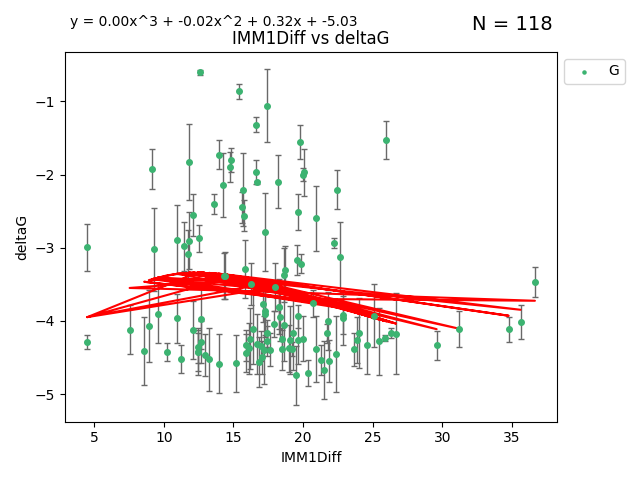 y = 0.00x^3 + -0.02x^2 + 0.32x + -5.03
N = 118
IMM1Diff vs deltaG
G
deltaG
−1
−2
−3
−4
−5
5
10
15
20
25
30
35
IMM1Diff